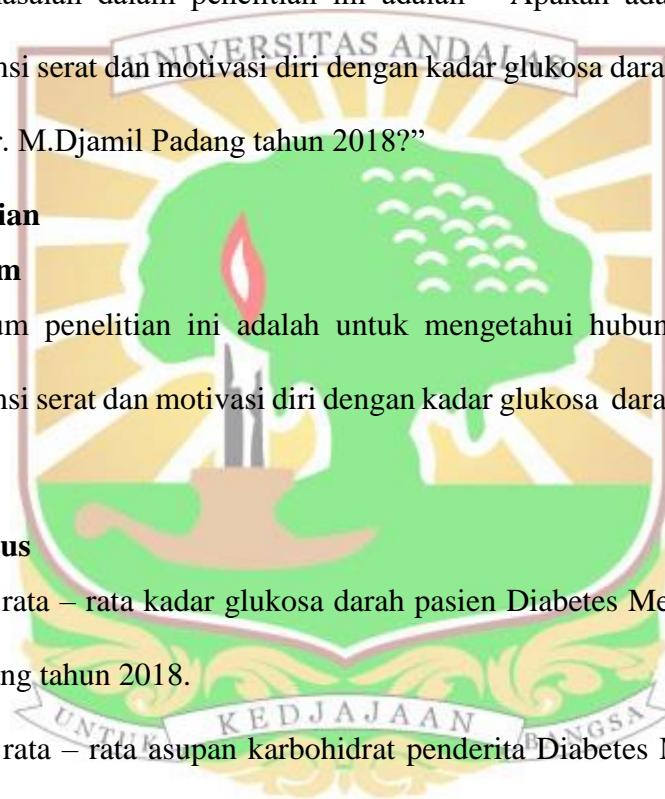 masalah dalam penelitian ini adalah " Apakah ada
UNIVERSITAS ANDALAS
nsi serat dan motivasi diri dengan kadar glukosa dara
r. M.Djamil Padang tahun 2018?”
ian
m
um penelitian ini adalah untuk mengetahui hubun
nsi serat dan motivasi diri dengan kadar glukosa dara
us
rata – rata kadar glukosa darah pasien Diabetes Me
ng tahun 2018.
UNTUK KEDJAJAAN BANGSA
rata – rata asupan karbohidrat penderita Diabetes M